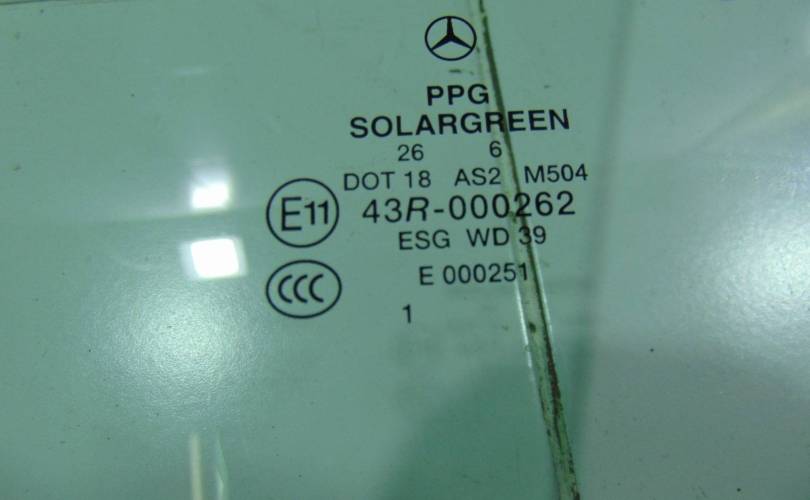 PPG
SOLARGREEN
26 6
DOT 18 AS2 M504
E11 43R-000262
ESG WD 39
CCC E 000251
1